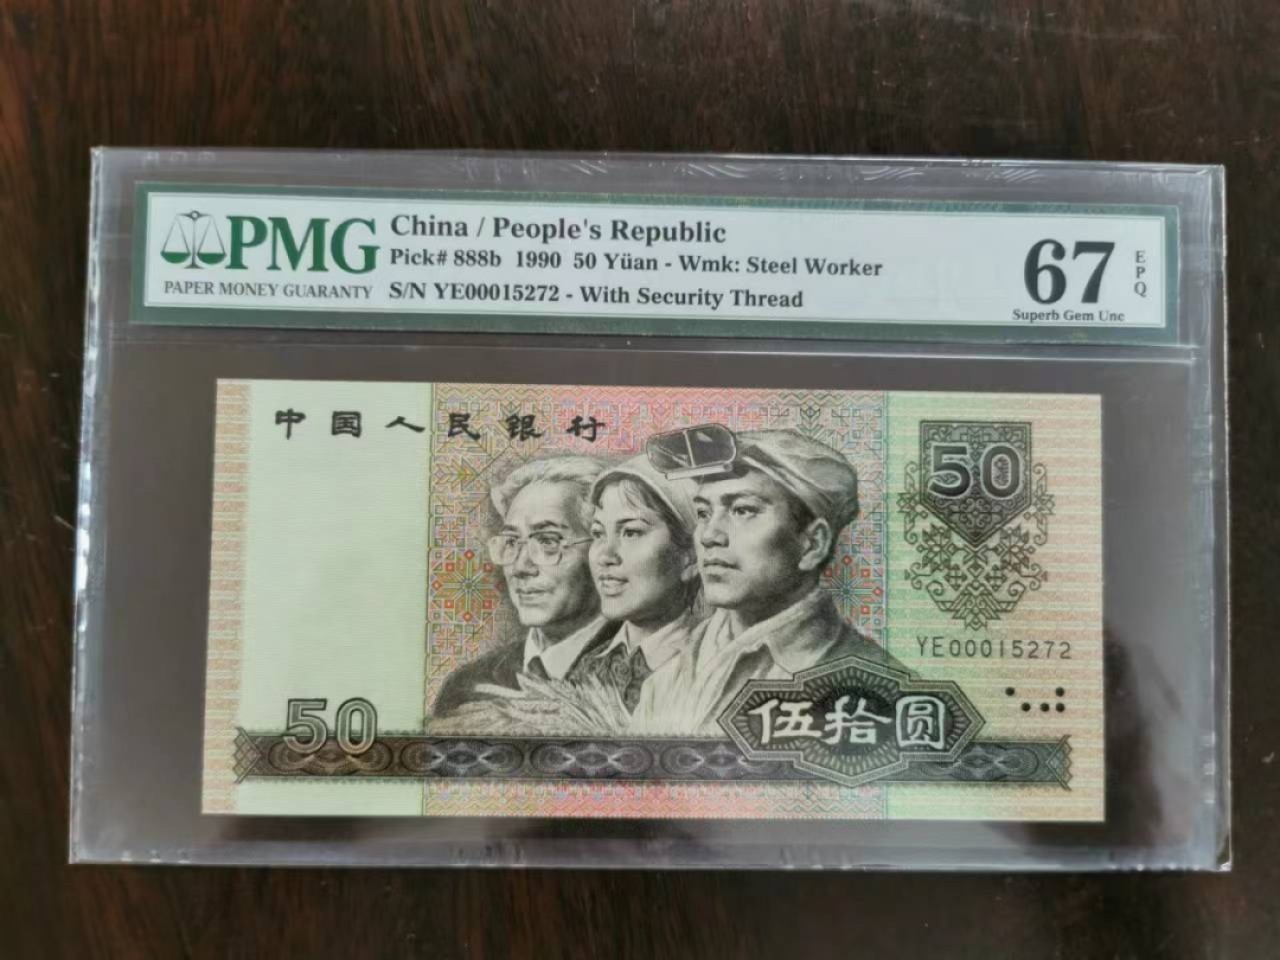 PMG
PAPER MONEY GUARANTY
China / People's Republic
Pick# 888b 1990 50 Yüan - Wmk: Steel Worker
S/N YE00015272 - With Security Thread
67
EPQ
Superb Gem Unc
中国人民银行
50
YE00015272
50
伍拾圆